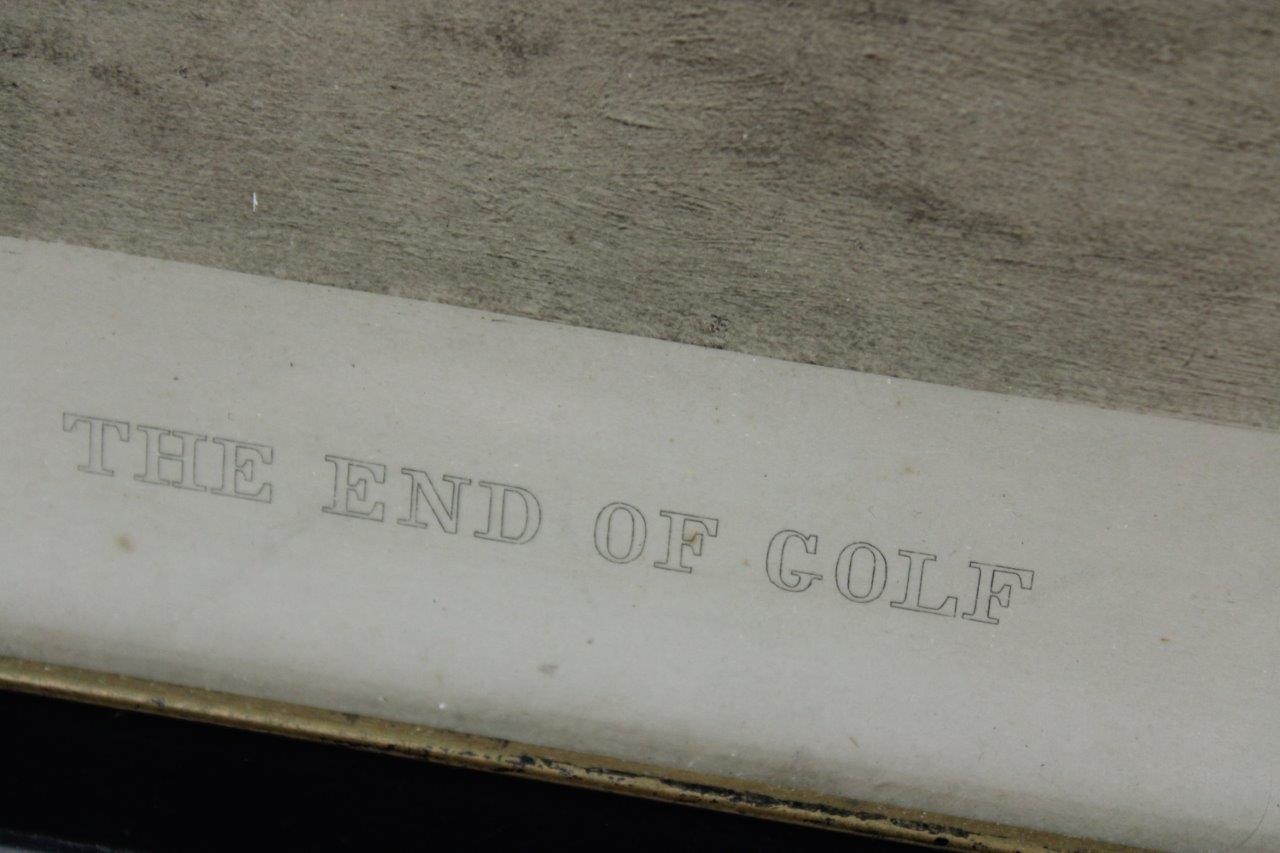 THE END OF GOLF